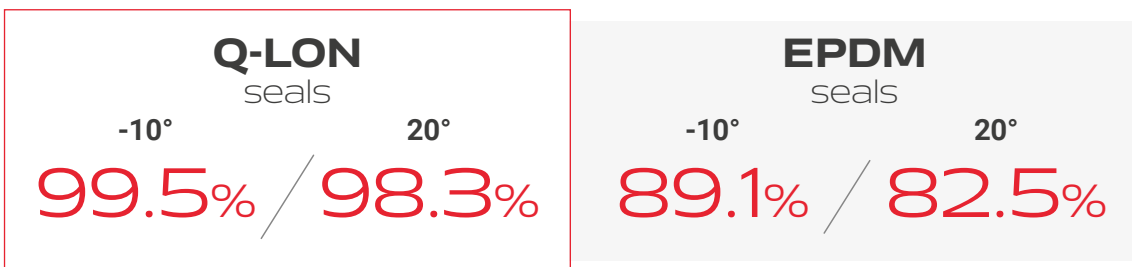 Q-LON
seals
-10° 20°
99.5% / 98.3%
EPDM
seals
-10° 20°
89.1% / 82.5%